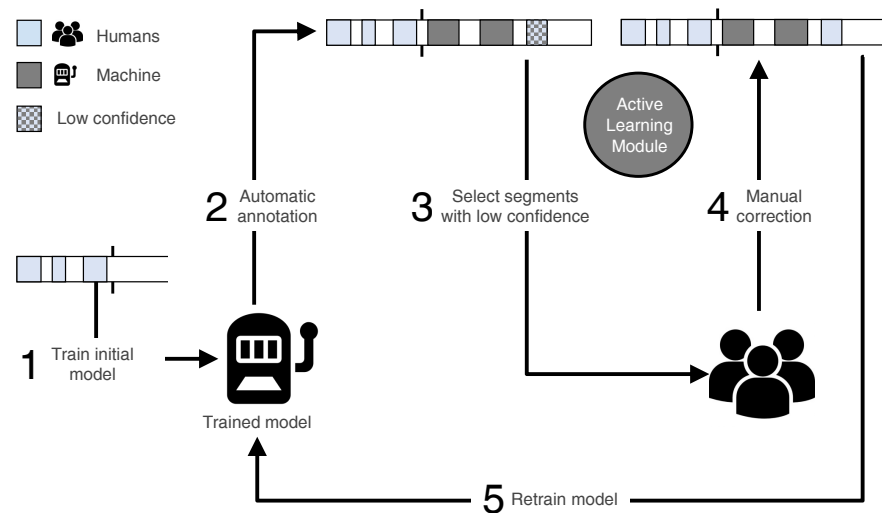 Humans
Machine
Low confidence
Active
Learning
Module
2 Automatic
annotation
3 Select segments
with low confidence
4 Manual
correction
1 Train initial
model
Trained model
5 Retrain model